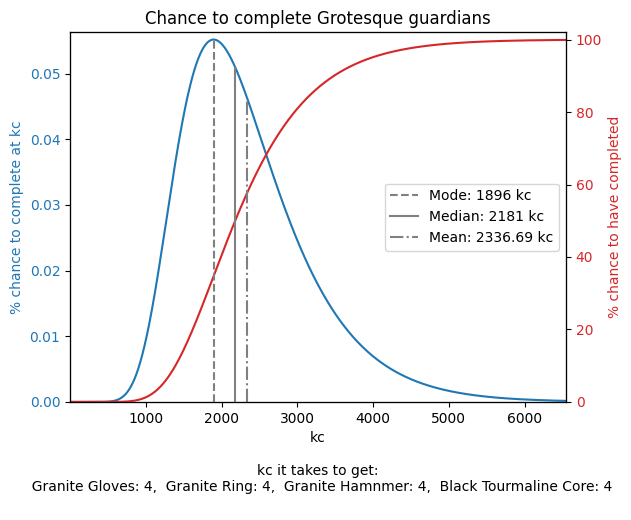 Chance to complete Grotesque guardians
% chance to complete at kc
0.05
0.04
0.03
0.02
0.01
0.00
100
80
60
40
20
0
% chance to have completed
Mode: 1896 kc
Median: 2181 kc
Mean: 2336.69 kc
1000 2000 3000 4000 5000 6000
kc
kc it takes to get:
Granite Gloves: 4, Granite Ring: 4, Granite Hamnmer: 4, Black Tourmaline Core: 4